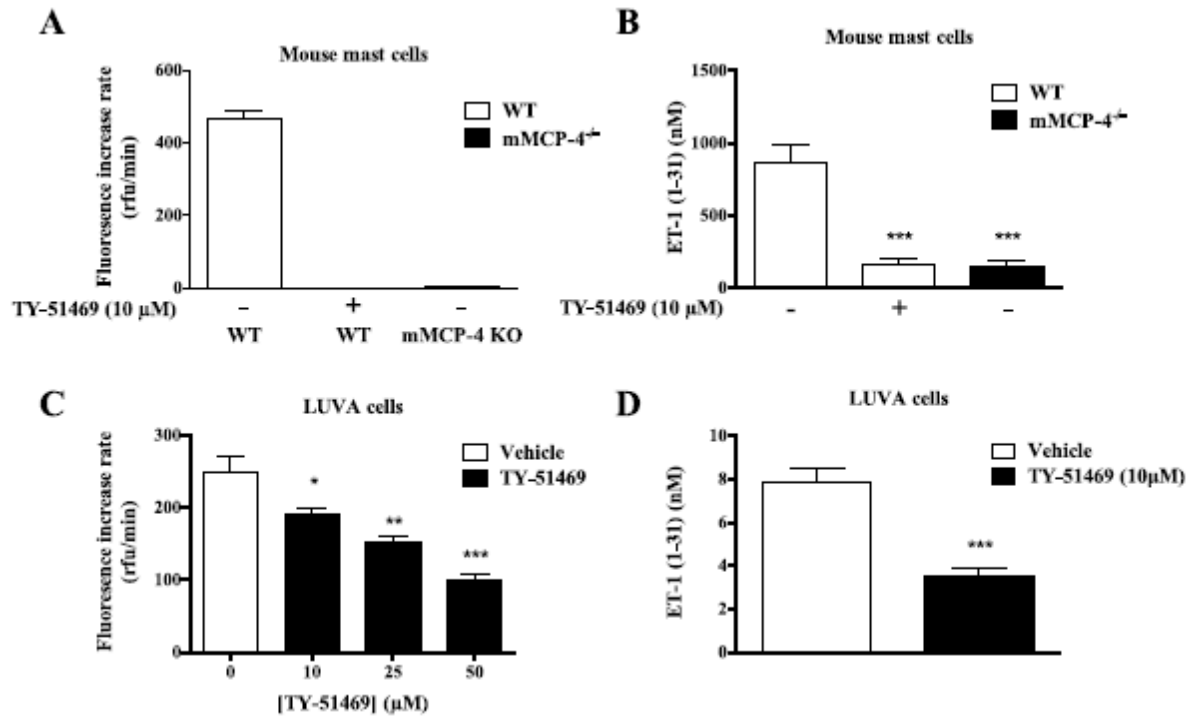 A
Mouse mast cells
Fluoresence increase rate
(rfu/min)
600
400
200
0
WT
mMCP-4-/-
TY-51469 (10 µM)
- + -
WT WT mMCP-4 KO
B
Mouse mast cells
ET-1 (1-31) (nM)
1500
1000
500
0
WT
mMCP-4-/-
*** ***
TY-51469 (10 µM)
- + -
C
LUVA cells
Fluoresence increase rate
(rfu/min)
300
200
100
0
Vehicle
TY-51469
* ** ***
0 10 25 50
[TY-51469] (µM)
D
LUVA cells
ET-1 (1-31) (nM)
10
8
6
4
2
0
Vehicle
TY-51469 (10µM)
***